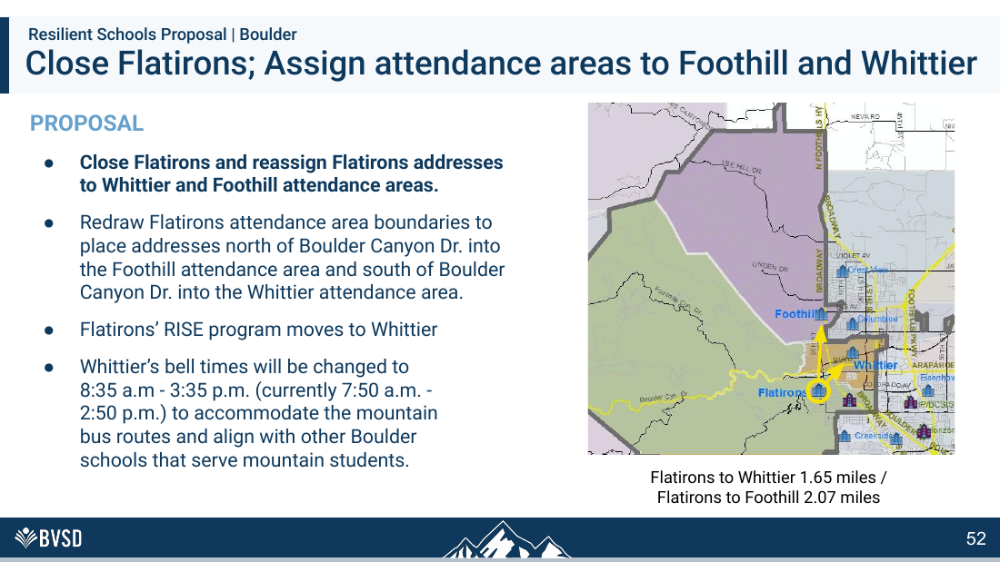 Resilient Schools Proposal | Boulder
Close Flatirons; Assign attendance areas to Foothill and Whittier
PROPOSAL
● Close Flatirons and reassign Flatirons addresses
to Whittier and Foothill attendance areas.
● Redraw Flatirons attendance area boundaries to
place addresses north of Boulder Canyon Dr. into
the Foothill attendance area and south of Boulder
Canyon Dr. into the Whittier attendance area.
● Flatirons’ RISE program moves to Whittier
● Whittier’s bell times will be changed to
8:35 a.m - 3:35 p.m. (currently 7:50 a.m. -
2:50 p.m.) to accommodate the mountain
bus routes and align with other Boulder
schools that serve mountain students.
NEVA RD
N FOOTHILLS HY
LEE HILL DR
BROADWAY
VIOLET AV
LINDEN DR
BROADWAY
Crest View
Fourmile Cyn. Dr.
FOOTHILLS PKWY
Foothill
Columbine
Whittier
ARAPAHOE
Flatirons
Boulder Cyn. Dr.
COLORADO AV
BROADWAY
Creekside
Flatirons to Whittier 1.65 miles /
Flatirons to Foothill 2.07 miles
BVSD
52